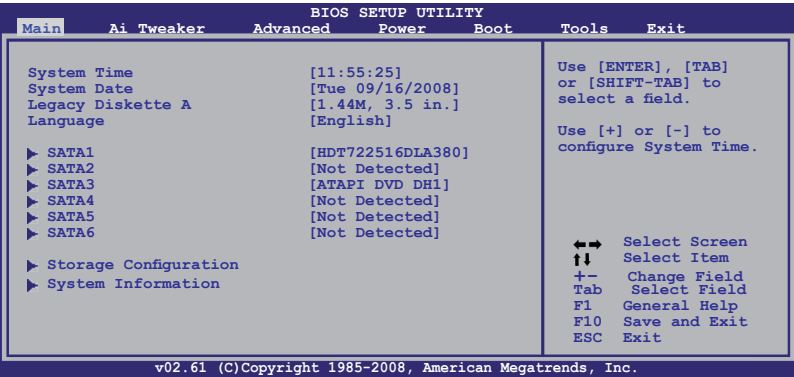 BIOS SETUP UTILITY
Main Ai Tweaker Advanced Power Boot Tools Exit
System Time [11:55:25]
System Date [Tue 09/16/2008]
Legacy Diskette A [1.44M, 3.5 in.]
Language [English]
SATA1 [HDT722516DLA380]
SATA2 [Not Detected]
SATA3 [ATAPI DVD DH1]
SATA4 [Not Detected]
SATA5 [Not Detected]
SATA6 [Not Detected]
Storage Configuration
System Information
Use [ENTER], [TAB]
or [SHIFT-TAB] to
select a field.
Use [+] or [-] to
configure System Time.
←→ Select Screen
↑↓ Select Item
+- Change Field
Tab Select Field
F1 General Help
F10 Save and Exit
ESC Exit
v02.61 (C)Copyright 1985-2008, American Megatrends, Inc.